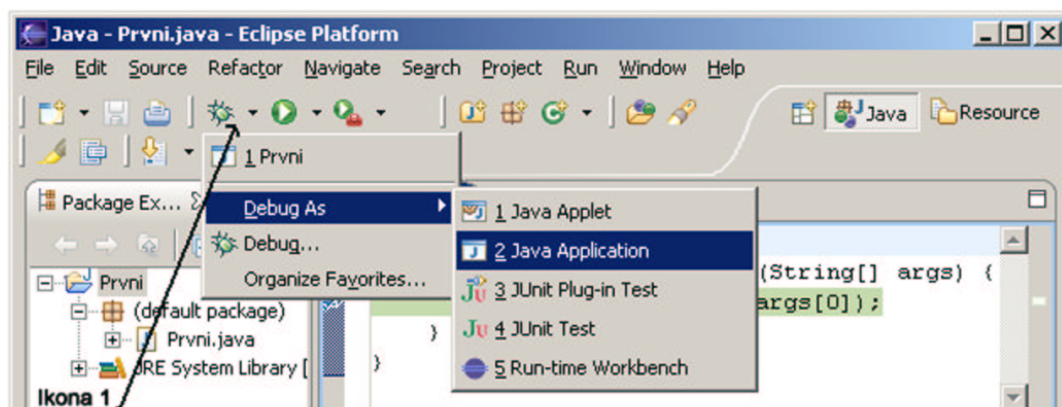 Java - Prvni.java - Eclipse Platform
File Edit Source Refactor Navigate Search Project Run Window Help
Java Resource
1 Prvni
Package Ex...
Debug As
1 Java Applet
Debug...
2 Java Application
Organize Favorites...
3 JUnit Plug-in Test
4 JUnit Test
5 Run-time Workbench
(String[] args) {
args[0]);
}
}
Prvni
(default package)
Prvni.java
JRE System Library [
Ikona 1